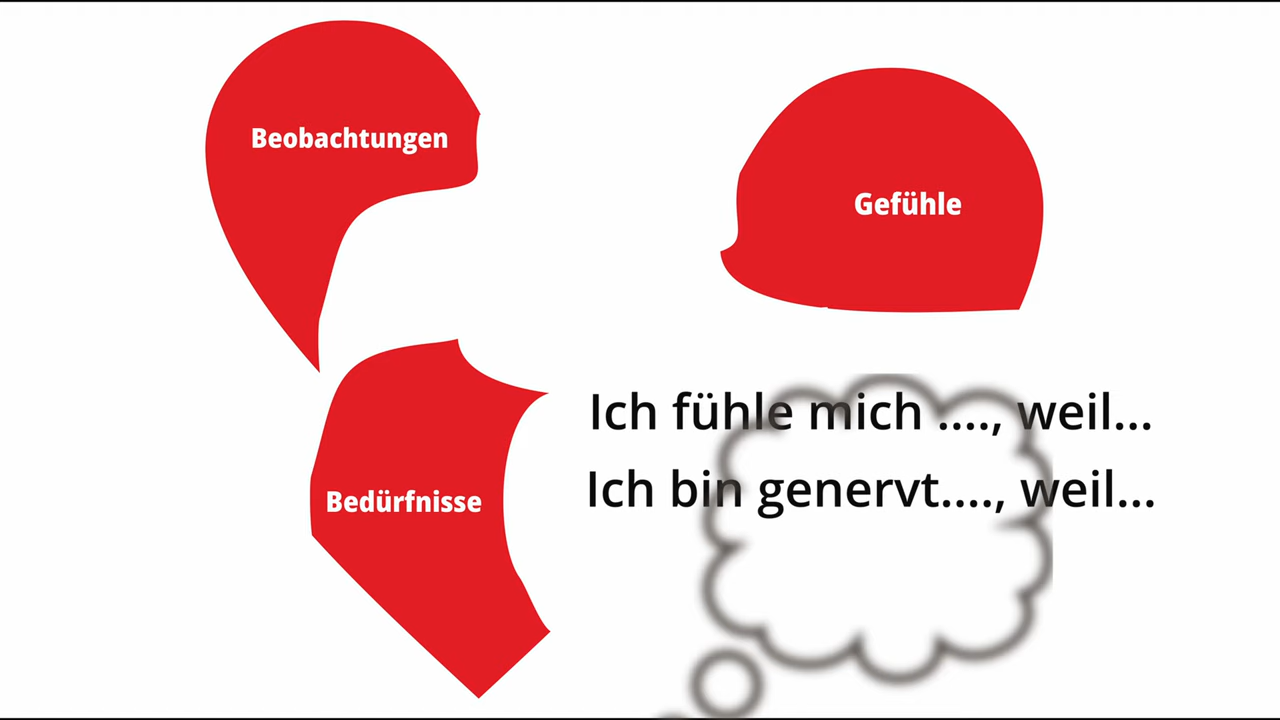 Beobachtungen
Gefühle
Ich fühle mich ...., weil...
Ich bin genervt...., weil...
Bedürfnisse